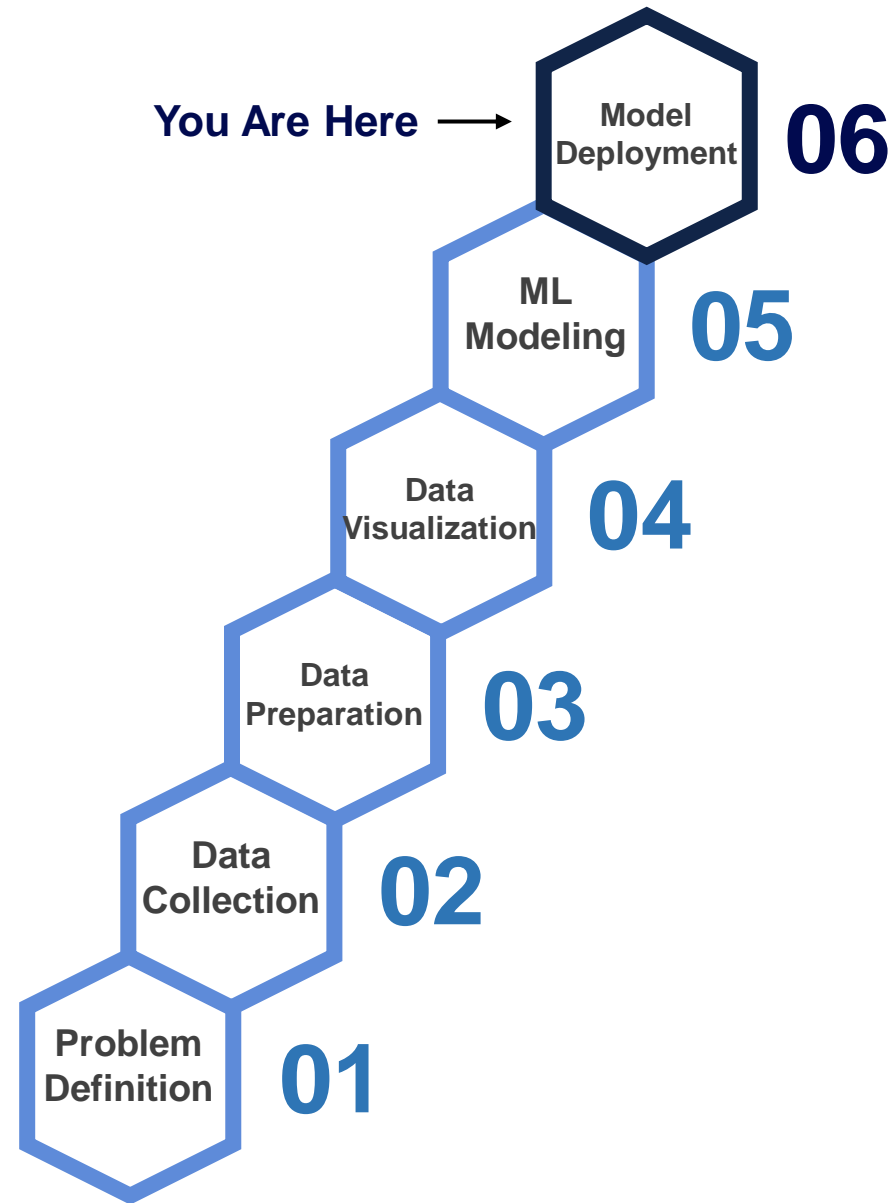 You Are Here
Model
Deployment
06
ML
Modeling
05
Data
Visualization
04
Data
Preparation
03
Data
Collection
02
Problem
Definition
01